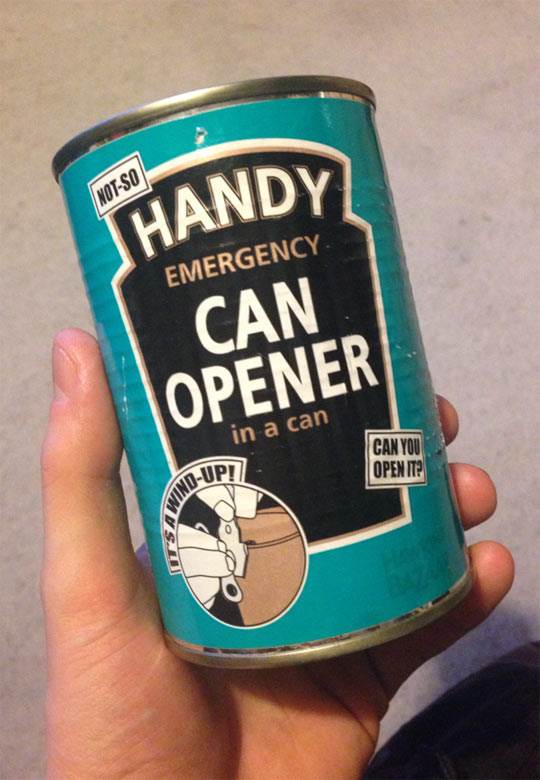 NOT-SO
HANDY
EMERGENCY
CAN
OPENER
in a can
CAN YOU
OPEN IT?
IT'S A WIND-UP!